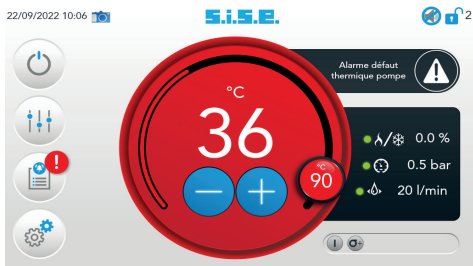 22/09/2022 10:06
s.i.s.e.
2
Alarme défaut
thermique pompe
°C
36
°C
90
0.0 %
0.5 bar
20 l/min